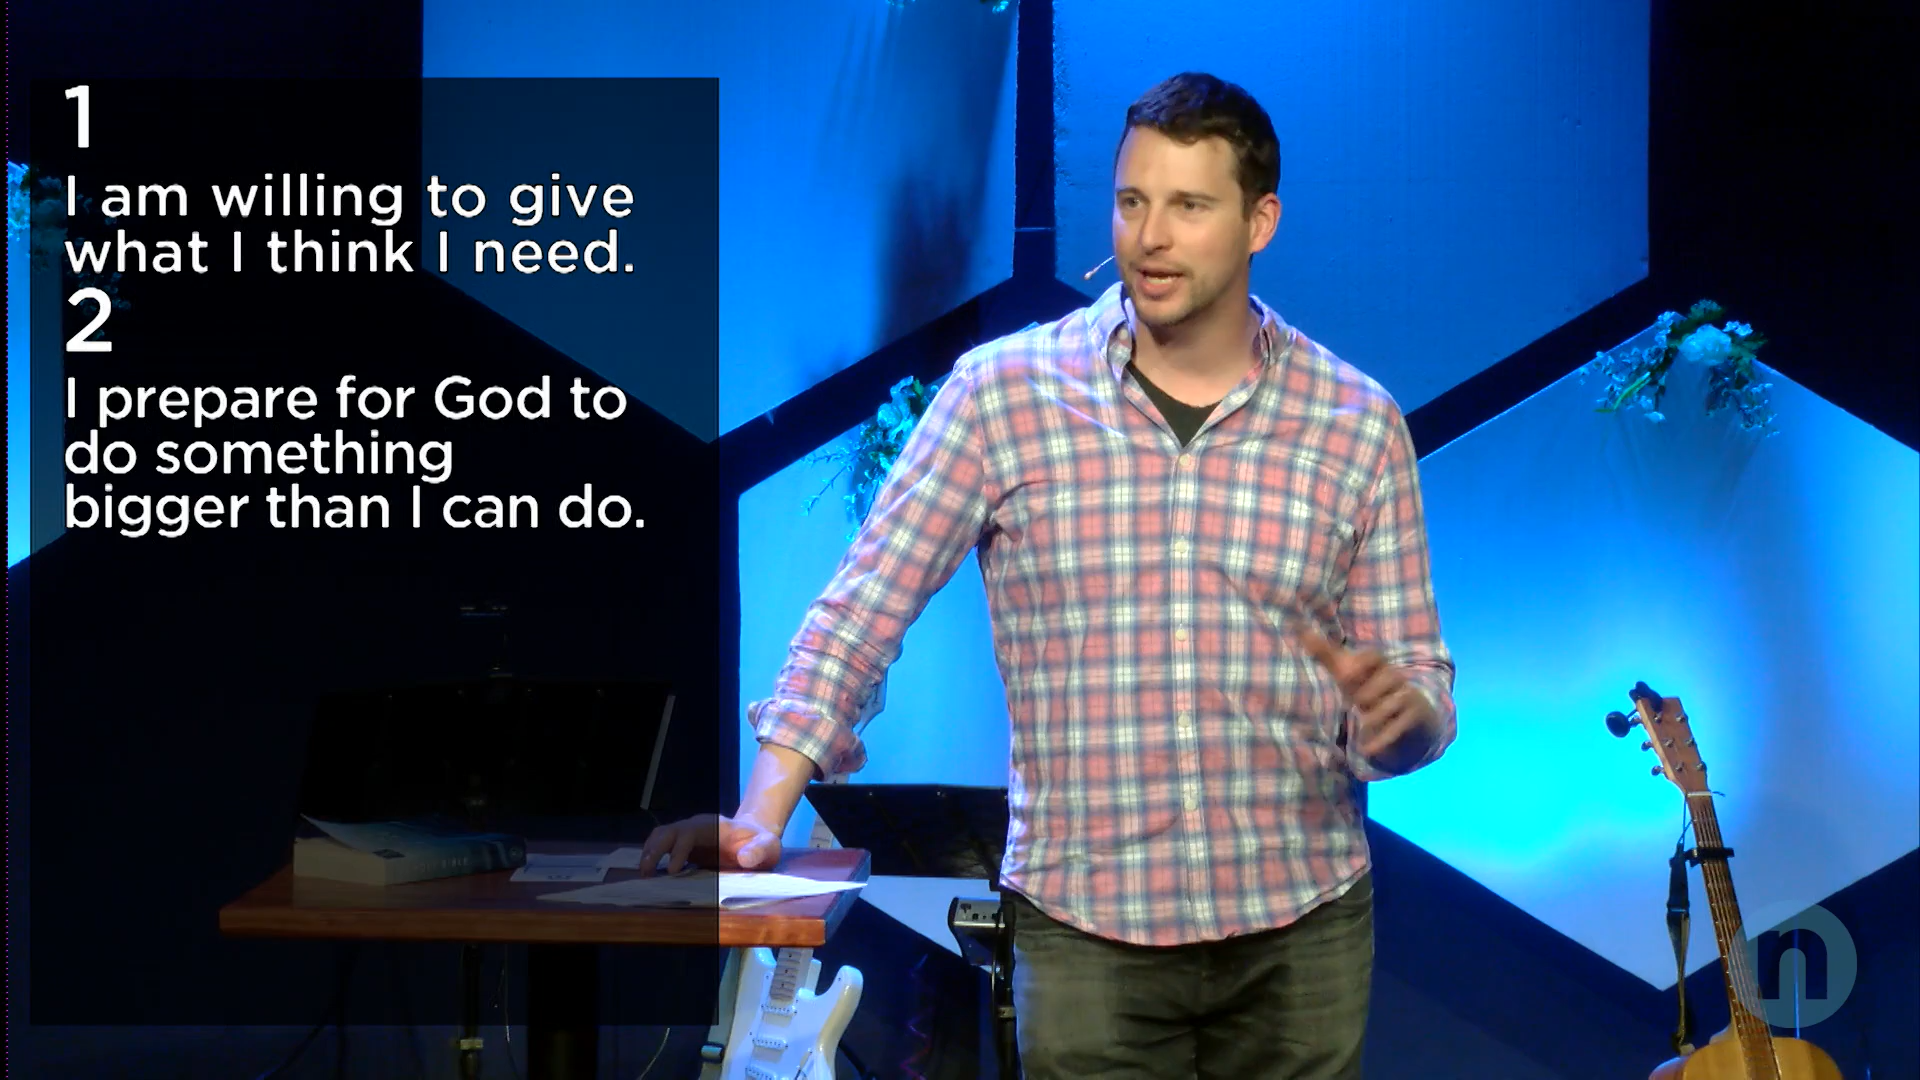 1
I am willing to give
what I think I need.
2
I prepare for God to
do something
bigger than I can do.
BIBLE
n